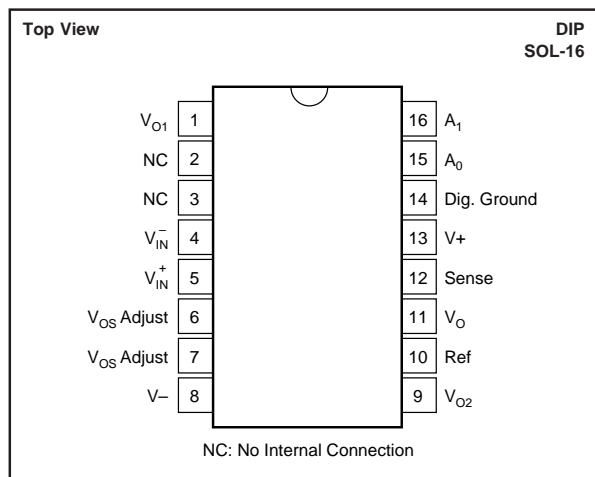 Top View
DIP
SOL-16
V_O1 1
NC 2
NC 3
V_IN^– 4
V_IN^+ 5
V_OS Adjust 6
V_OS Adjust 7
V– 8
16 A_1
15 A_0
14 Dig. Ground
13 V+
12 Sense
11 V_O
10 Ref
9 V_O2
NC: No Internal Connection